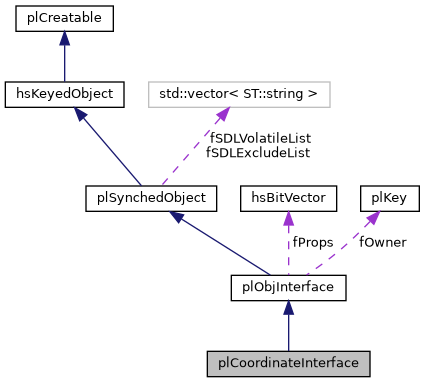 plCreatable
hsKeyedObject
std::vector< ST::string >
fSDLVolatileList
fSDLExcludeList
plSynchedObject
hsBitVector
plKey
fProps
fOwner
plObjInterface
plCoordinateInterface